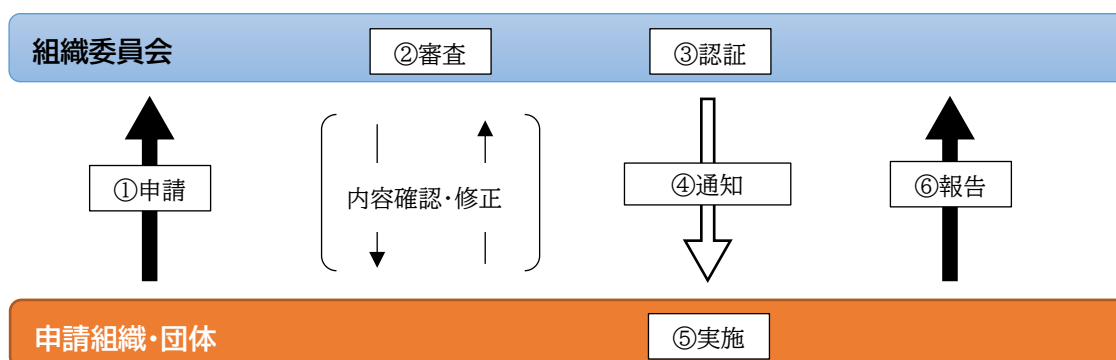 組織委員会
②審査
③認証
①申請
内容確認・修正
④通知
⑥報告
申請組織・団体
⑤実施